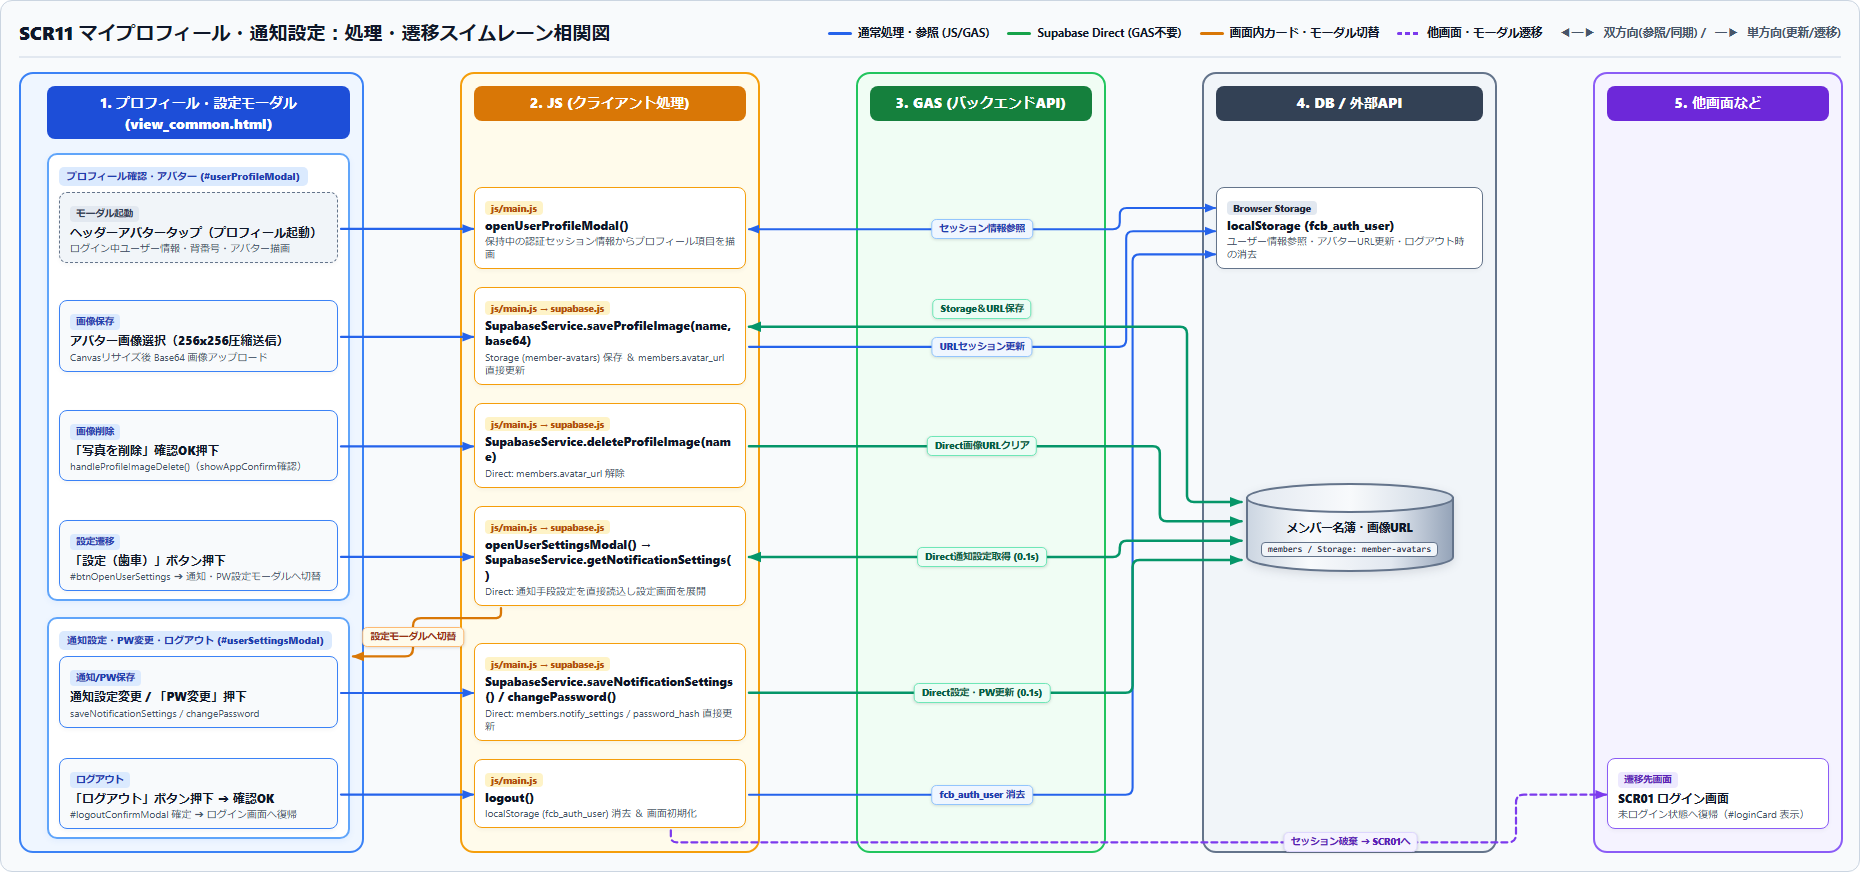 SCR11 マイプロフィール・通知設定：処理・遷移スイムレーン相関図
通常処理・参照 (JS/GAS)
Supabase Direct (GAS不要)
画面内カード・モーダル切替
他画面・モーダル遷移
◀─▶ 双方向(参照/同期) / ─▶ 単方向(更新/遷移)
1. プロフィール・設定モーダル
(view_common.html)
プロフィール確認・アバター (#userProfileModal)
モーダル起動
ヘッダーアバタータップ（プロフィール起動）
ログイン中ユーザー情報・背番号・アバター描画
画像保存
アバター画像選択（256x256圧縮送信）
Canvasリサイズ後 Base64 画像アップロード
画像削除
「写真を削除」確認OK押下
handleProfileImageDelete()（showAppConfirm確認）
設定遷移
「設定（歯車）」ボタン押下
#btnOpenUserSettings ➔ 通知・PW設定モーダルへ切替
通知設定・PW変更・ログアウト (#userSettingsModal)
通知/PW保存
通知設定変更 / 「PW変更」押下
saveNotificationSettings / changePassword
ログアウト
「ログアウト」ボタン押下 ➔ 確認OK
#logoutConfirmModal 確定 ➔ ログイン画面へ復帰
2. JS (クライアント処理)
js/main.js
openUserProfileModal()
保持中の認証セッション情報からプロフィール項目を描
画
js/main.js → supabase.js
SupabaseService.saveProfileImage(name,
base64)
Storage (member-avatars) 保存 & members.avatar_url
直接更新
js/main.js → supabase.js
SupabaseService.deleteProfileImage(nam
e)
Direct: members.avatar_url 解除
js/main.js → supabase.js
openUserSettingsModal() →
SupabaseService.getNotificationSettings(
)
Direct: 通知手段設定を直接読込し設定画面を展開
設定モーダルへ切替
js/main.js → supabase.js
SupabaseService.saveNotificationSettings
() / changePassword()
Direct: members.notify_settings / password_hash 直接更
新
js/main.js
logout()
localStorage (fcb_auth_user) 消去 & 画面初期化
3. GAS (バックエンドAPI)
セッション情報参照
Storage&URL保存
URLセッション更新
Direct画像URLクリア
Direct通知設定取得 (0.1s)
Direct設定・PW更新 (0.1s)
fcb_auth_user 消去
4. DB / 外部API
Browser Storage
localStorage (fcb_auth_user)
ユーザー情報参照・アバターURL更新・ログアウト時
の消去
メンバー名簿・画像URL
members / Storage: member-avatars
セッション破棄 → SCR01へ
5. 他画面など
遷移先画面
SCR01 ログイン画面
未ログイン状態へ復帰（#loginCard 表示）